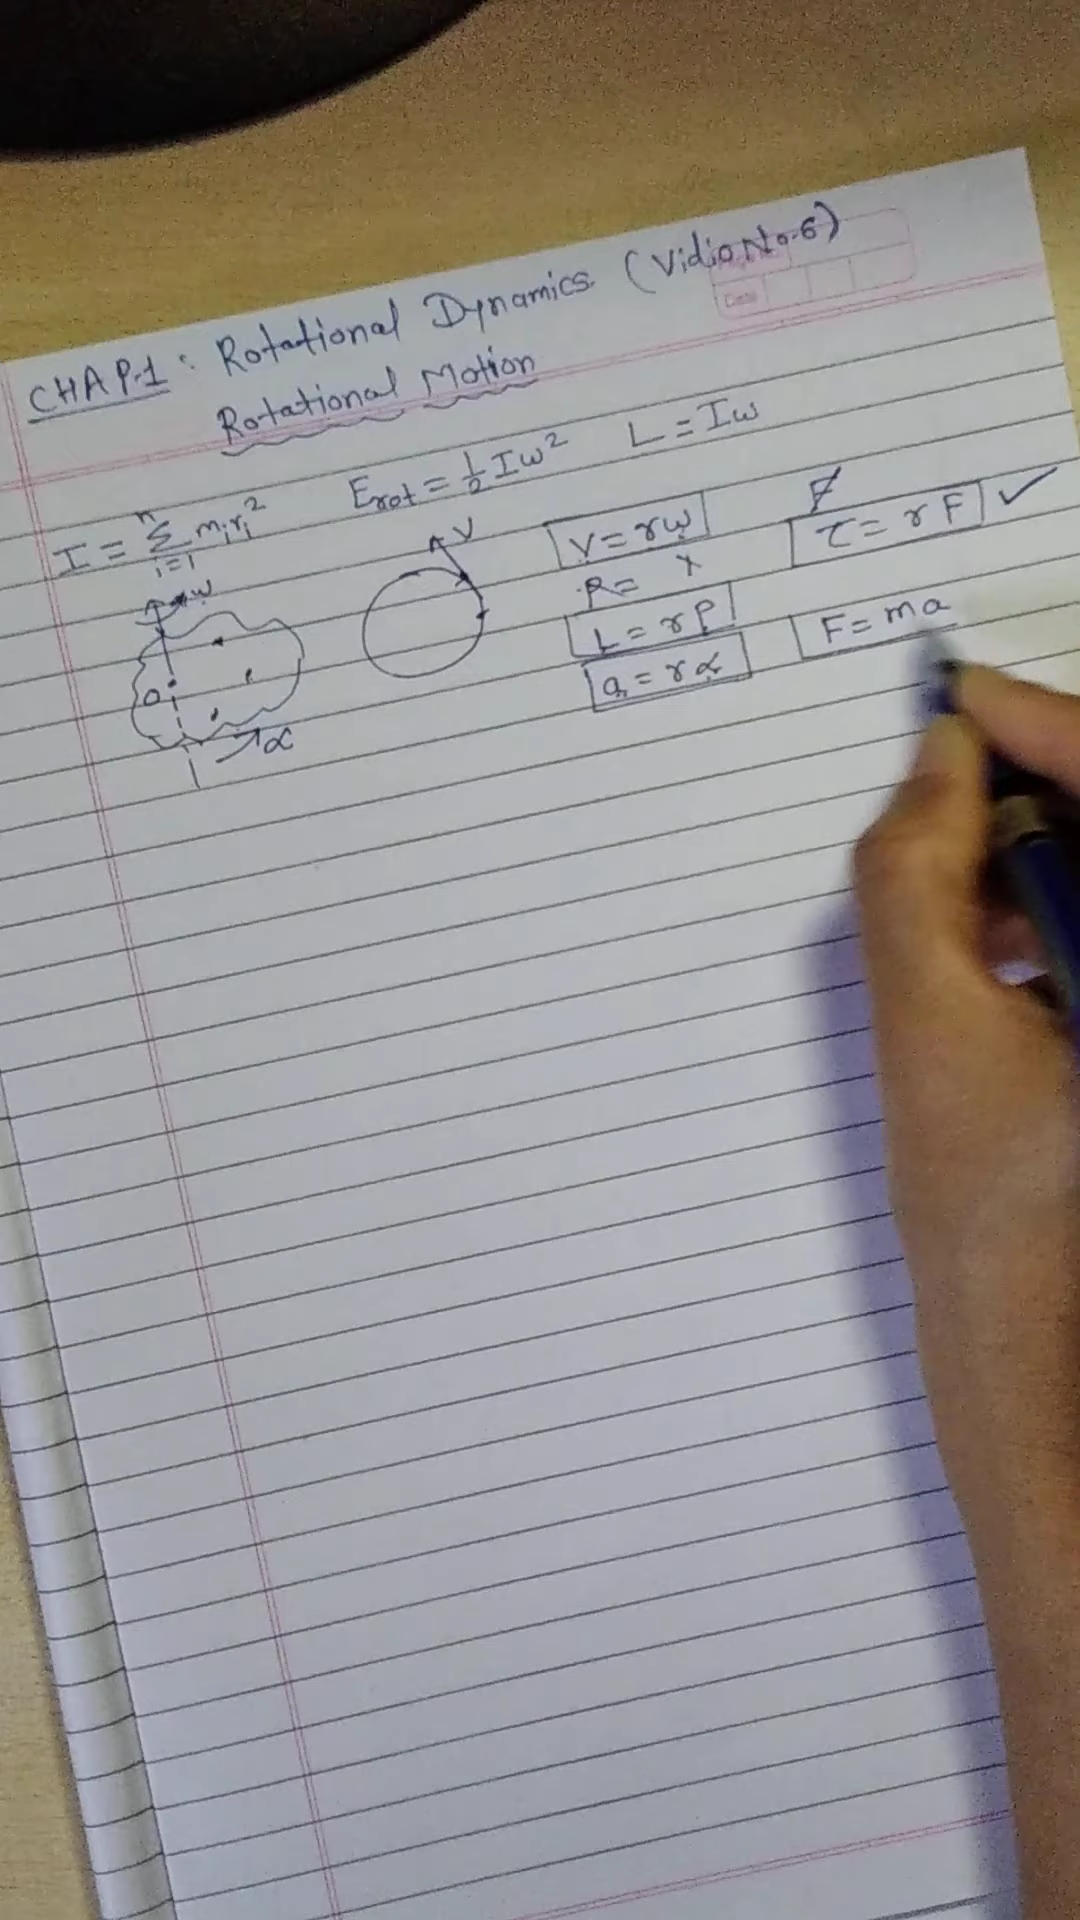 CHAP.1 : Rotational Dynamics (Vidio No.6)
Rotational Motion
I = Σ mᵢrᵢ² n i=1 Erot = ½ Iω² L = Iω
V = rω F
P = x τ = r F ✓
L = rp F = ma
a = rα
ω
V
O
α
Date